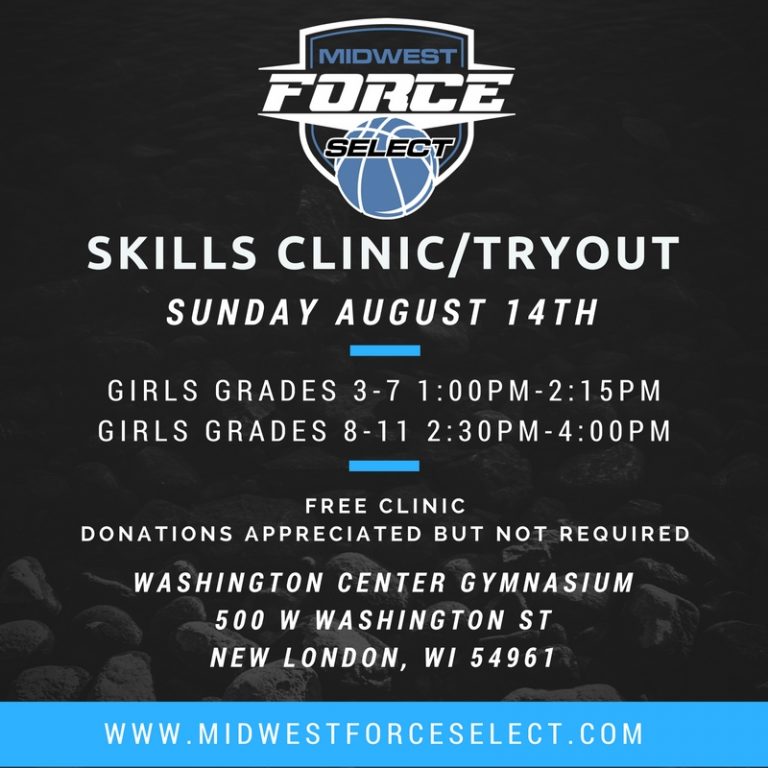 MIDWEST
FORCE
SELECT
SKILLS CLINIC/TRYOUT
SUNDAY AUGUST 14TH
GIRLS GRADES 3-7 1:00PM-2:15PM
GIRLS GRADES 8-11 2:30PM-4:00PM
FREE CLINIC
DONATIONS APPRECIATED BUT NOT REQUIRED
WASHINGTON CENTER GYMNASIUM
500 W WASHINGTON ST
NEW LONDON, WI 54961
WWW.MIDWESTFORCESELECT.COM